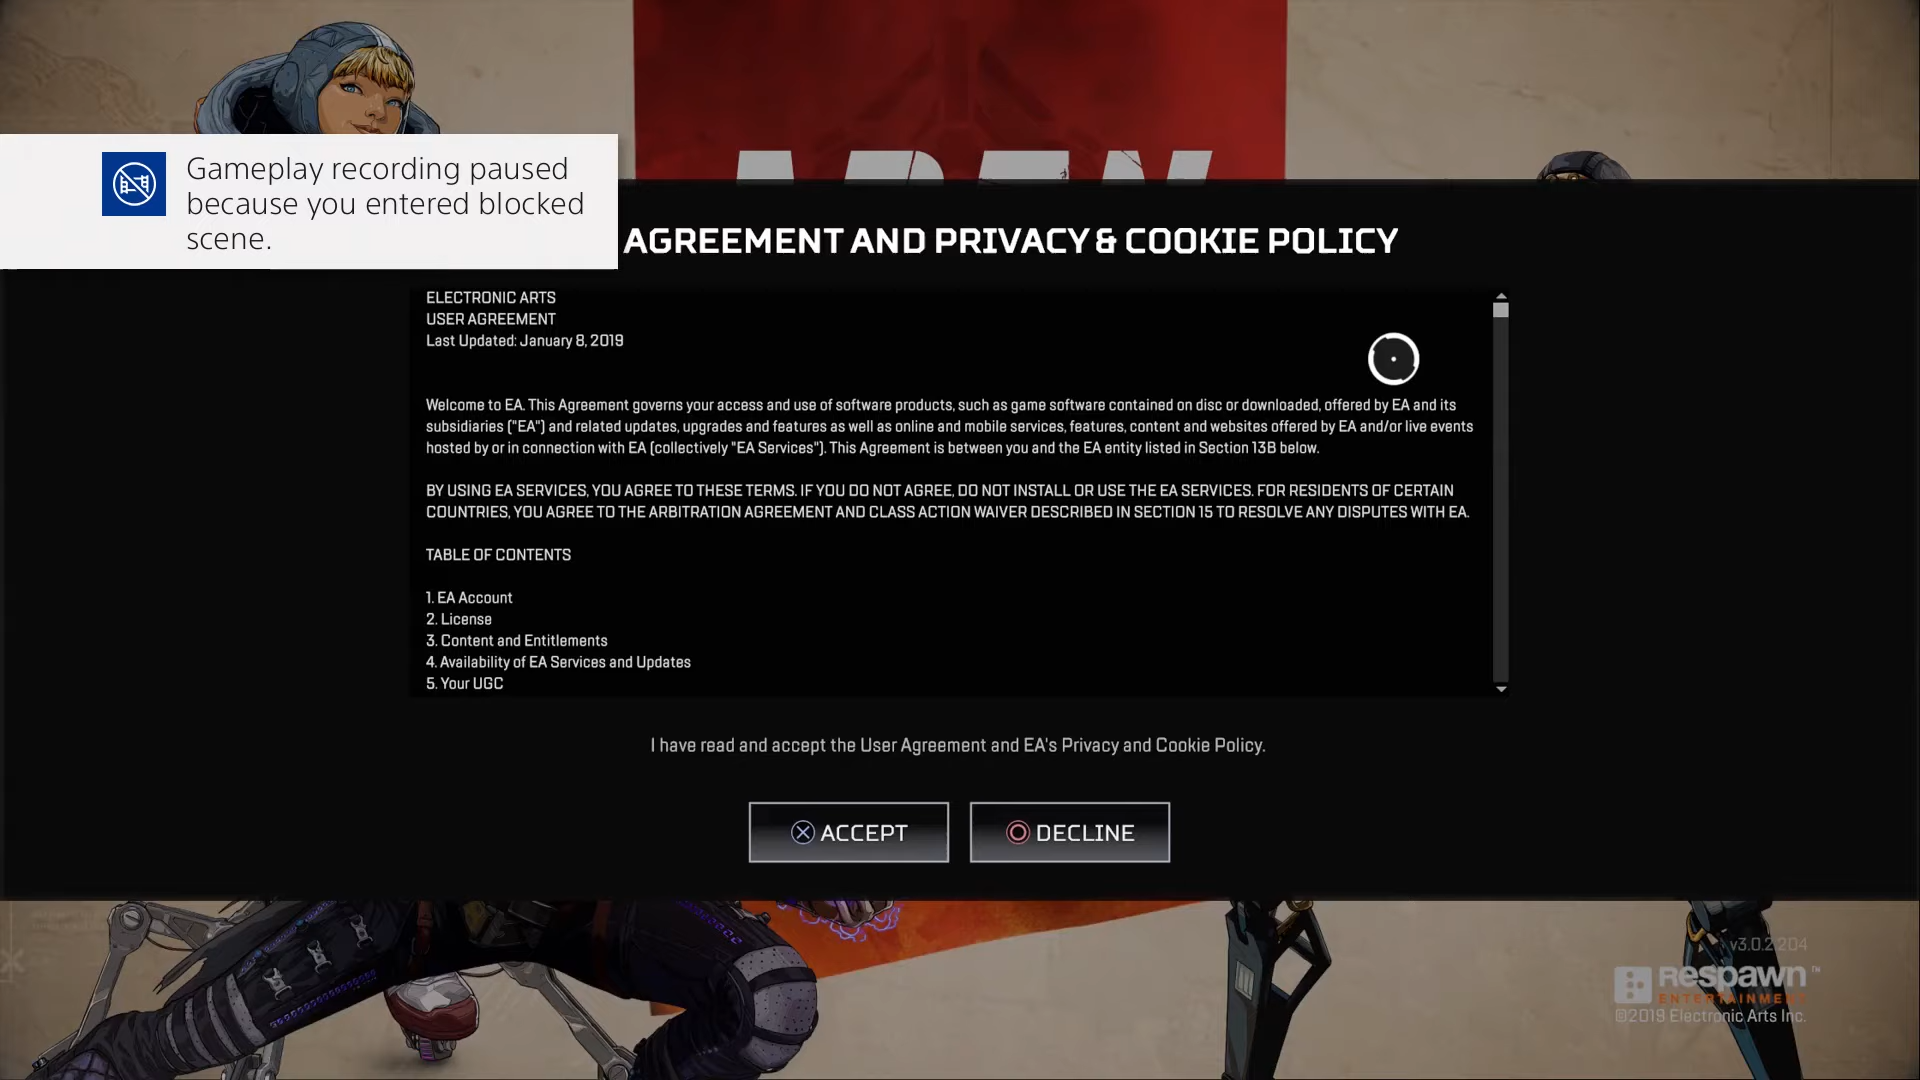 Gameplay recording paused
because you entered blocked
scene.
AGREEMENT AND PRIVACY & COOKIE POLICY
ELECTRONIC ARTS
USER AGREEMENT
Last Updated: January 8, 2019
Welcome to EA. This Agreement governs your access and use of software products, such as game software contained on disc or downloaded, offered by EA and its
subsidiaries ("EA") and related updates, upgrades and features as well as online and mobile services, features, content and websites offered by EA and/or live events
hosted by or in connection with EA (collectively "EA Services"). This Agreement is between you and the EA entity listed in Section 13B below.
BY USING EA SERVICES, YOU AGREE TO THESE TERMS. IF YOU DO NOT AGREE, DO NOT INSTALL OR USE THE EA SERVICES. FOR RESIDENTS OF CERTAIN
COUNTRIES, YOU AGREE TO THE ARBITRATION AGREEMENT AND CLASS ACTION WAIVER DESCRIBED IN SECTION 15 TO RESOLVE ANY DISPUTES WITH EA.
TABLE OF CONTENTS
1. EA Account
2. License
3. Content and Entitlements
4. Availability of EA Services and Updates
5. Your UGC
I have read and accept the User Agreement and EA's Privacy and Cookie Policy.
ACCEPT
DECLINE
v3.0.2.204
Respawn™
ENTERTAINMENT
©2019 Electronic Arts Inc.